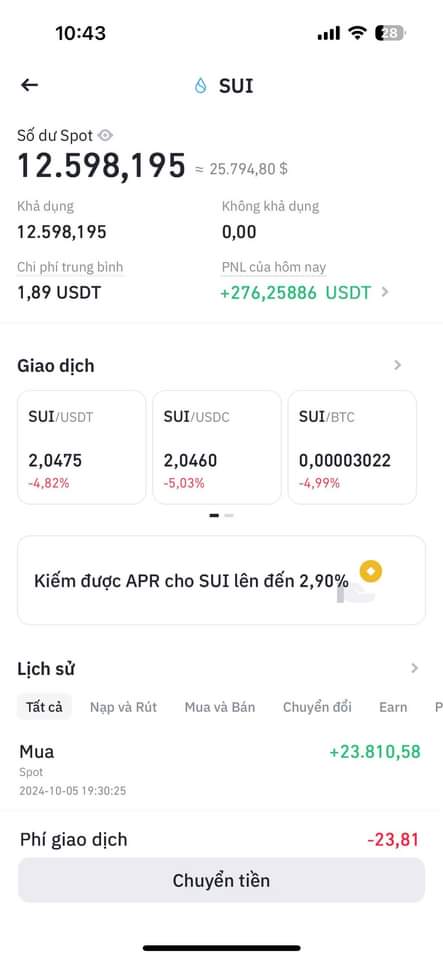 10:43
28
SUI
Số dư Spot
12.598,195 ≈ 25.794,80 $
Khả dụng Không khả dụng
12.598,195 0,00
Chi phí trung bình PNL của hôm nay
1,89 USDT +276,25886 USDT
Giao dịch
SUI/USDT SUI/USDC SUI/BTC
2,0475 2,0460 0,00003022
-4,82% -5,03% -4,99%
Kiếm được APR cho SUI lên đến 2,90%
Lịch sử
Tất cả Nạp và Rút Mua và Bán Chuyển đổi Earn P
Mua +23.810,58
Spot
2024-10-05 19:30:25
Phí giao dịch -23,81
Chuyển tiền